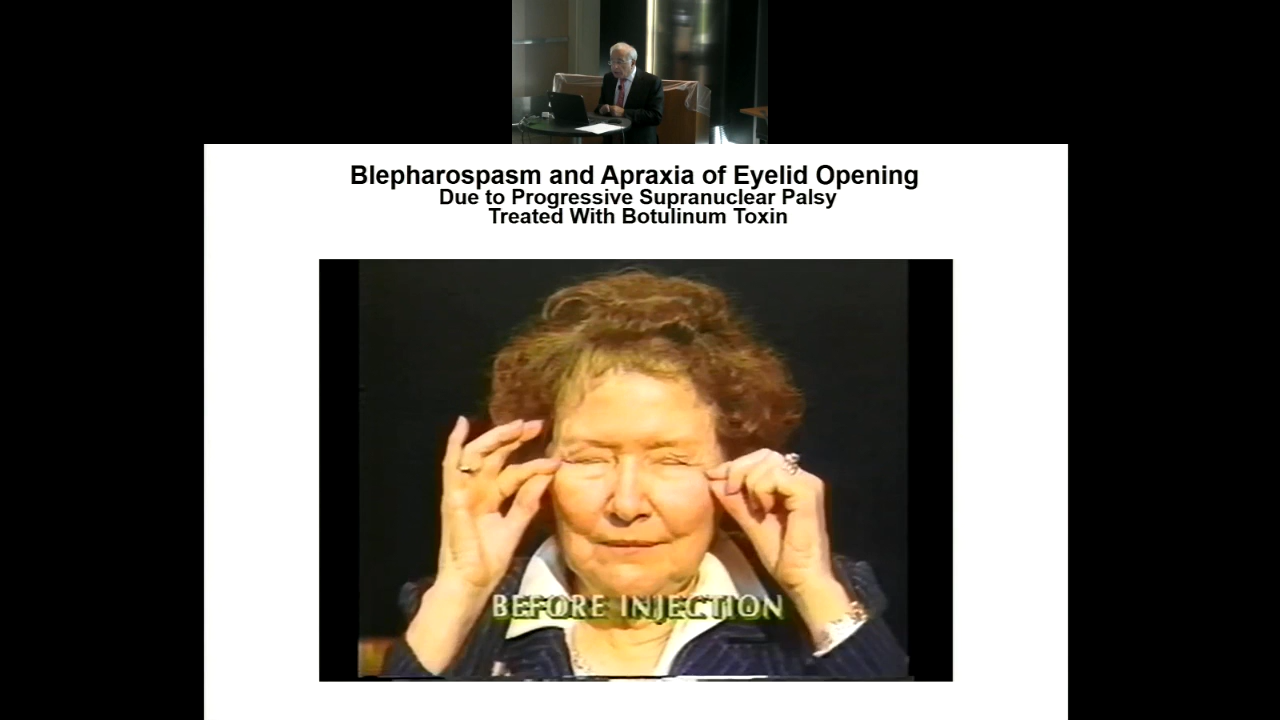 Blepharospasm and Apraxia of Eyelid Opening
Due to Progressive Supranuclear Palsy
Treated With Botulinum Toxin
BEFORE INJECTION